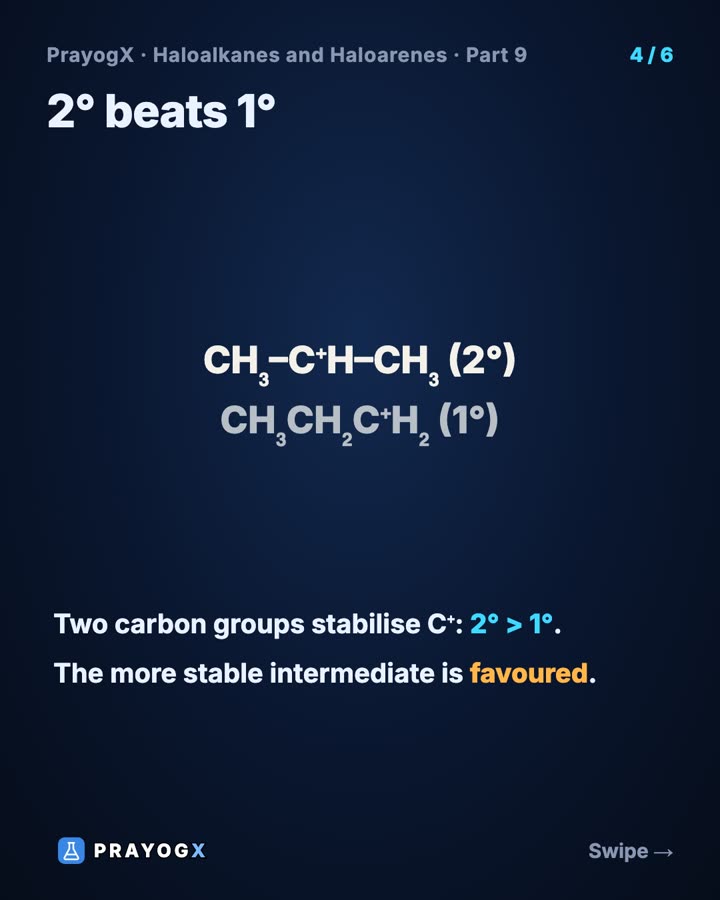 PrayogX · Haloalkanes and Haloarenes · Part 9
4 / 6
2° beats 1°
CH₃–C⁺H–CH₃ (2°)
CH₃CH₂C⁺H₂ (1°)
Two carbon groups stabilise C⁺: 2° > 1°.
The more stable intermediate is favoured.
PRAYOGX
Swipe →